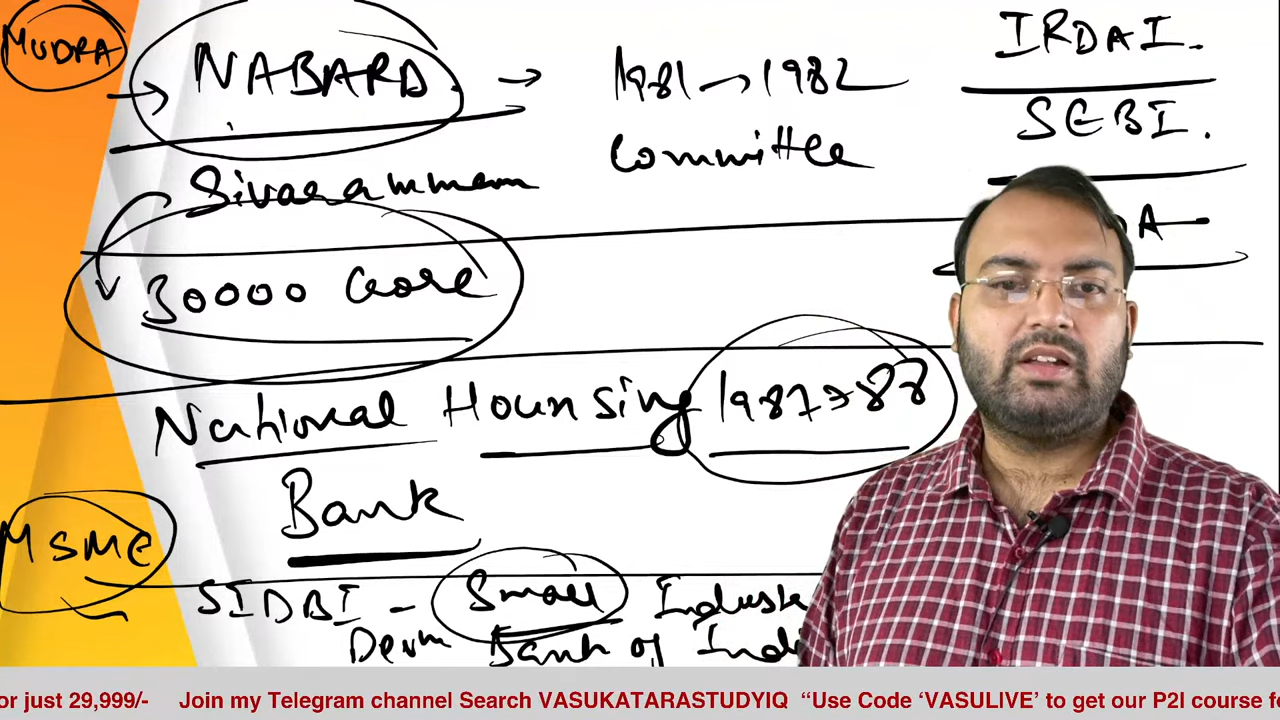 MUDRA
→ NABARD → 1981 → 1982
Committee
Sivarammam
30000 Crore
IRDAI.
SEBI.
A
National Hounsing 1987→88
Bank
MSME
SIDBI - Small Industr
Devm Bank of Indi
or just 29,999/- Join my Telegram channel Search VASUKATARASTUDYIQ “Use Code ‘VASULIVE’ to get our P2I course f